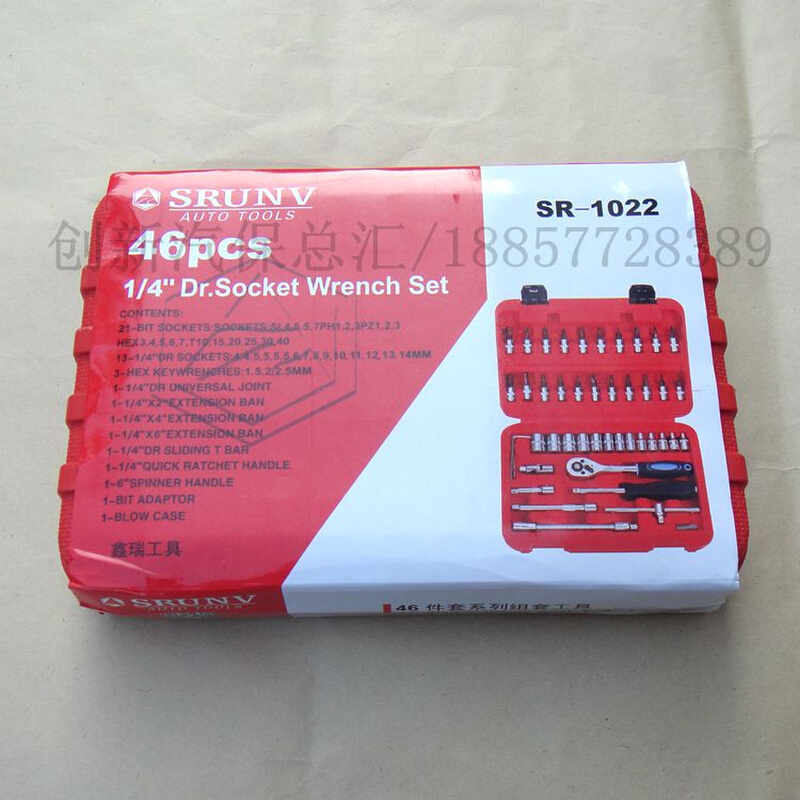 SRUNV
AUTO TOOLS
SR-1022
创新汽保总汇/18857728389
46pcs
1/4" Dr.Socket Wrench Set
CONTENTS:
21-BIT SOCKETS:SOCKETS:SL4,5.5,7PH1,2,3PZ1,2,3
HEX3,4,5,6,7,T10,15,20,25,30,40
13-1/4"DR SOCKETS:4,4.5,5,5.5,6,7,8,9,10,11,12,13,14MM
3-HEX KEYWRENCHES:1.5,2/2.5MM
1-1/4"DR UNIVERSAL JOINT
1-1/4"X2"EXTENSION BAN
1-1/4"X4"EXTENSION BAN
1-1/4"X6"EXTENSION BAN
1-1/4"DR SLIDING T BAR
1-1/4"QUICK RATCHET HANDLE
1-6"SPINNER HANDLE
1-BIT ADAPTOR
1-BLOW CASE
鑫瑞工具
SRUNV
AUTO TOOLS
46 件套系列组套工具